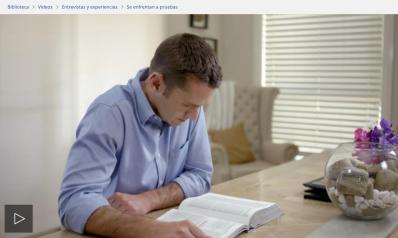 Biblioteca > Videos > Entrevistas y experiencias > Se enfrentan a pruebas